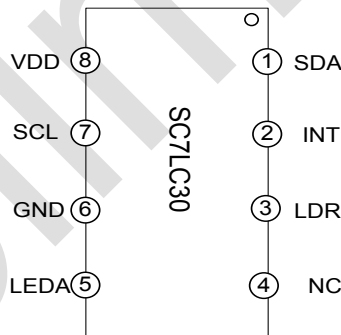 VDD 8 1 SDA
SCL 7 2 INT
GND 6 3 LDR
LEDA 5 4 NC
SC7LC30